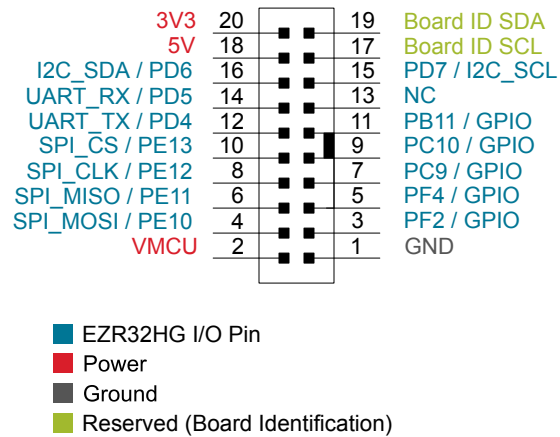 3V3 20 19 Board ID SDA
5V 18 17 Board ID SCL
I2C_SDA / PD6 16 15 PD7 / I2C_SCL
UART_RX / PD5 14 13 NC
UART_TX / PD4 12 11 PB11 / GPIO
SPI_CS / PE13 10 9 PC10 / GPIO
SPI_CLK / PE12 8 7 PC9 / GPIO
SPI_MISO / PE11 6 5 PF4 / GPIO
SPI_MOSI / PE10 4 3 PF2 / GPIO
VMCU 2 1 GND
EZR32HG I/O Pin
Power
Ground
Reserved (Board Identification)